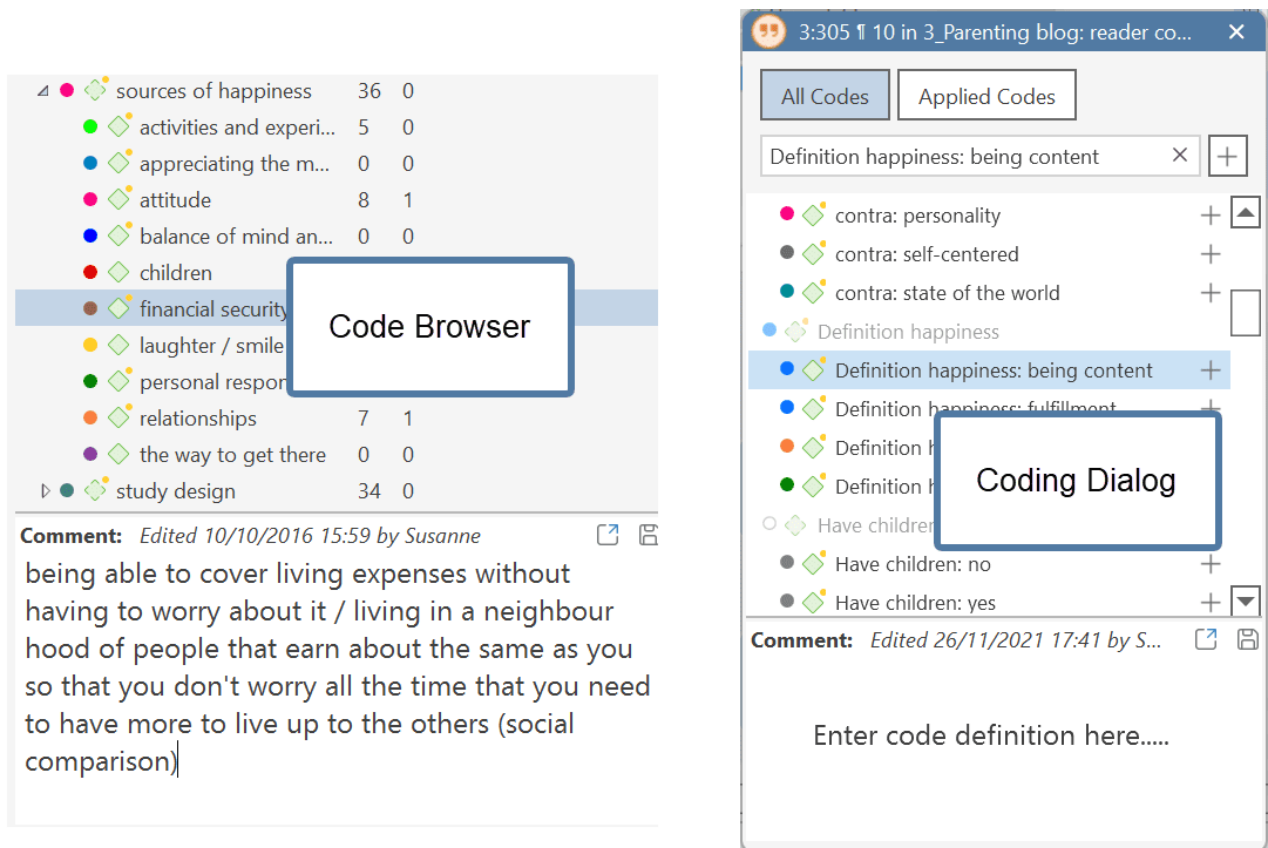 sources of happiness 36 0
activities and experi... 5 0
appreciating the m... 0 0
attitude 8 1
balance of mind an... 0 0
children
financial security
laughter / smile
personal respon
relationships 7 1
the way to get there 0 0
study design 34 0
Code Browser
Comment: Edited 10/10/2016 15:59 by Susanne
being able to cover living expenses without
having to worry about it / living in a neighbour
hood of people that earn about the same as you
so that you don't worry all the time that you need
to have more to live up to the others (social
comparison)
3:305 ¶ 10 in 3_Parenting blog: reader co...
All Codes Applied Codes
Definition happiness: being content
contra: personality
contra: self-centered
contra: state of the world
Definition happiness
Definition happiness: being content
Definition happiness: fulfillment
Definition h
Definition h
Have children
Have children: no
Have children: yes
Coding Dialog
Comment: Edited 26/11/2021 17:41 by S...
Enter code definition here.....